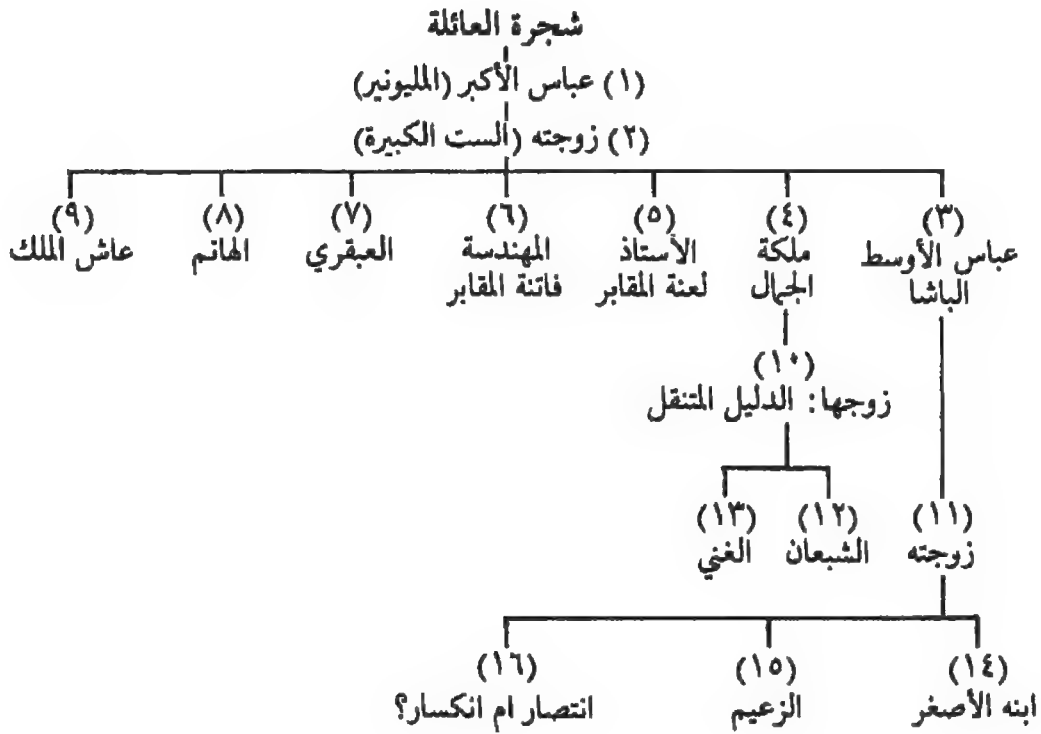 شجرة العائلة
(١) عباس الأكبر (المليونير)
(٢) زوجته (الست الكبيرة)
(٣) (٤) (٥) (٦) (٧) (٨) (٩)
عباس الأوسط ملكة الأستاذ المهندسة العبقري الهانم عاش الملك
الباشا الجمال لعنة المقابر فاتنة المقابر
(١٠)
زوجها: الدليل المتنقل
(١١) (١٢) (١٣)
زوجته الشبعان الغني
(١٤) (١٥) (١٦)
ابنه الأصغر الزعيم انتصار ام انكسار؟